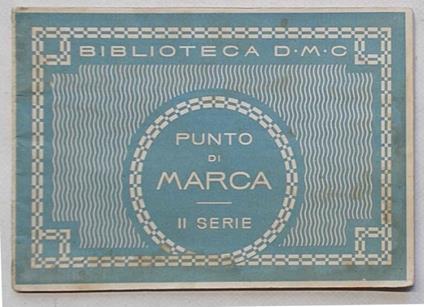 BIBLIOTECA D·M·C
PUNTO
DI
MARCA
II SERIE